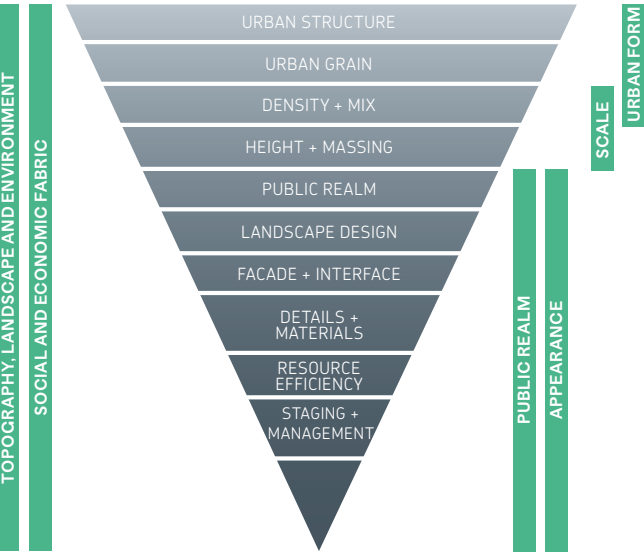 TOPOGRAPHY, LANDSCAPE AND ENVIRONMENT
SOCIAL AND ECONOMIC FABRIC
URBAN STRUCTURE
URBAN GRAIN
DENSITY + MIX
HEIGHT + MASSING
PUBLIC REALM
LANDSCAPE DESIGN
FACADE + INTERFACE
DETAILS +
MATERIALS
RESOURCE
EFFICIENCY
STAGING +
MANAGEMENT
PUBLIC REALM
APPEARANCE
SCALE
URBAN FORM